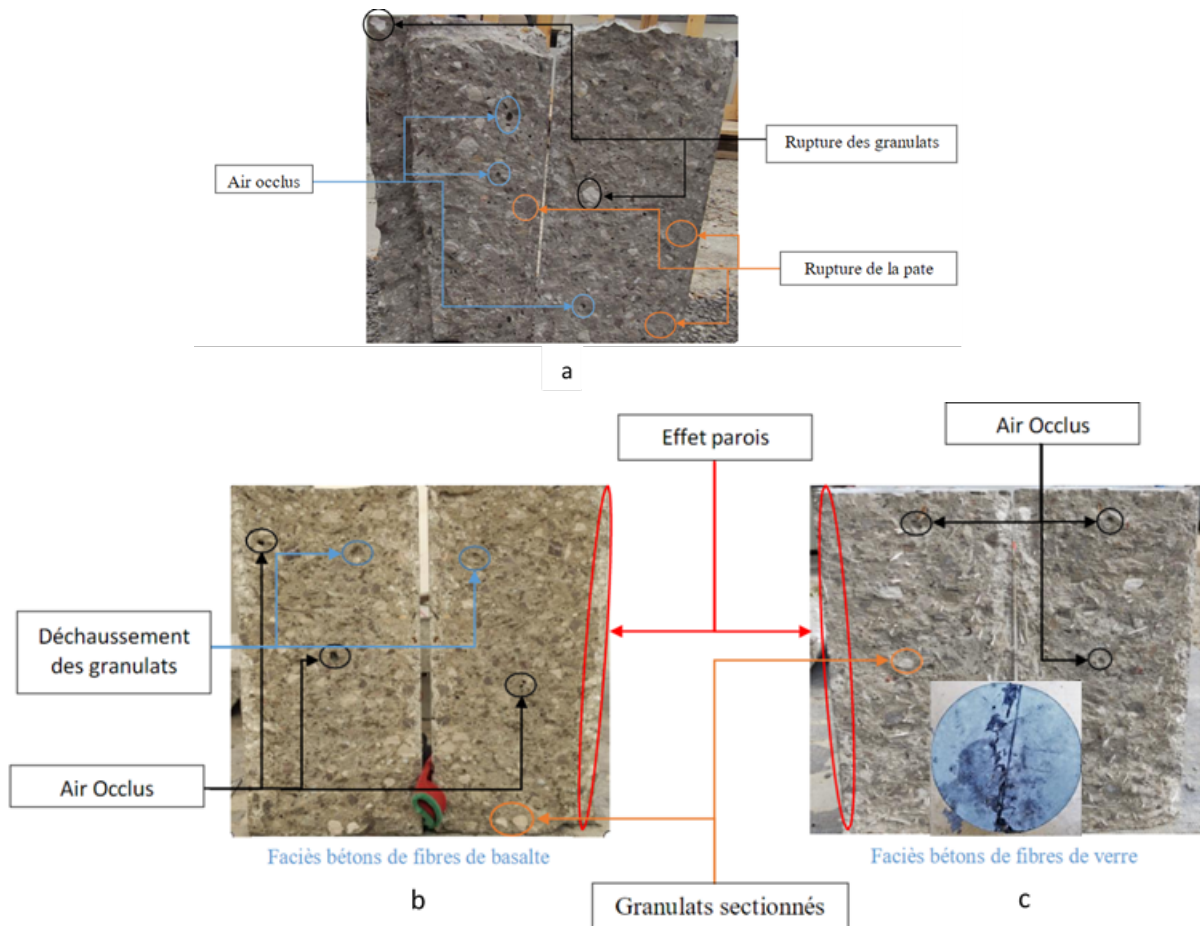 Rupture des granulats
Air occlus
Rupture de la pate
a
Effet parois
Air Occlus
Déchaussement
des granulats
Air Occlus
Faciès bétons de fibres de basalte
Faciès bétons de fibres de verre
b
c
Granulats sectionnés